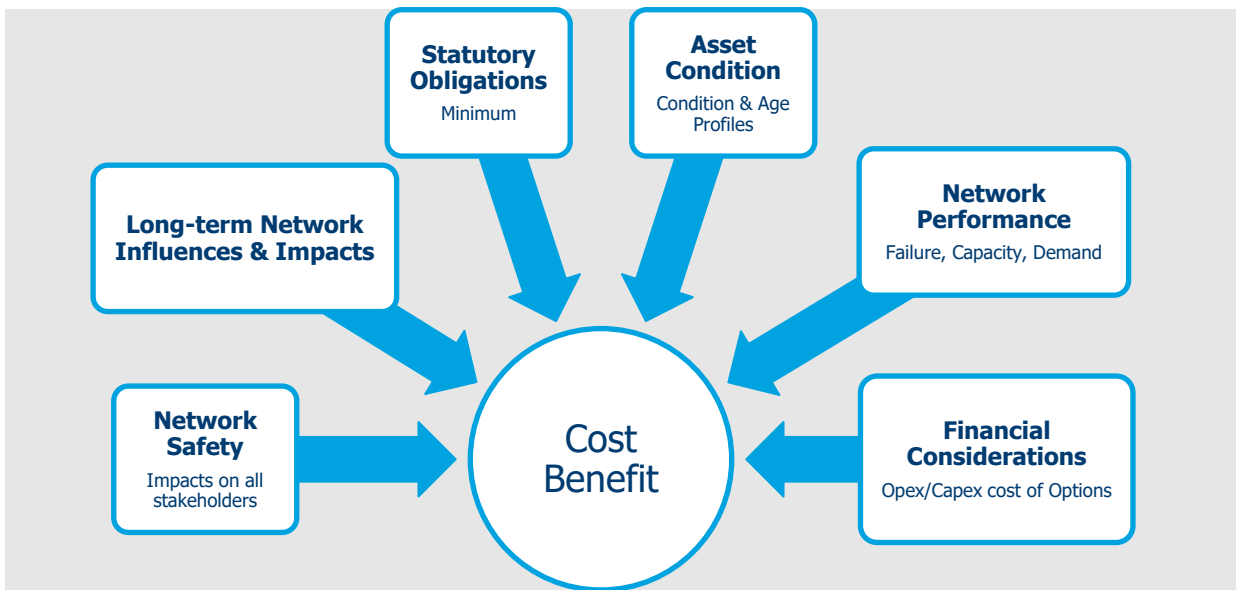 Statutory
Obligations
Minimum
Asset
Condition
Condition & Age
Profiles
Long-term Network
Influences & Impacts
Network
Performance
Failure, Capacity, Demand
Network
Safety
Impacts on all
stakeholders
Cost
Benefit
Financial
Considerations
Opex/Capex cost of Options